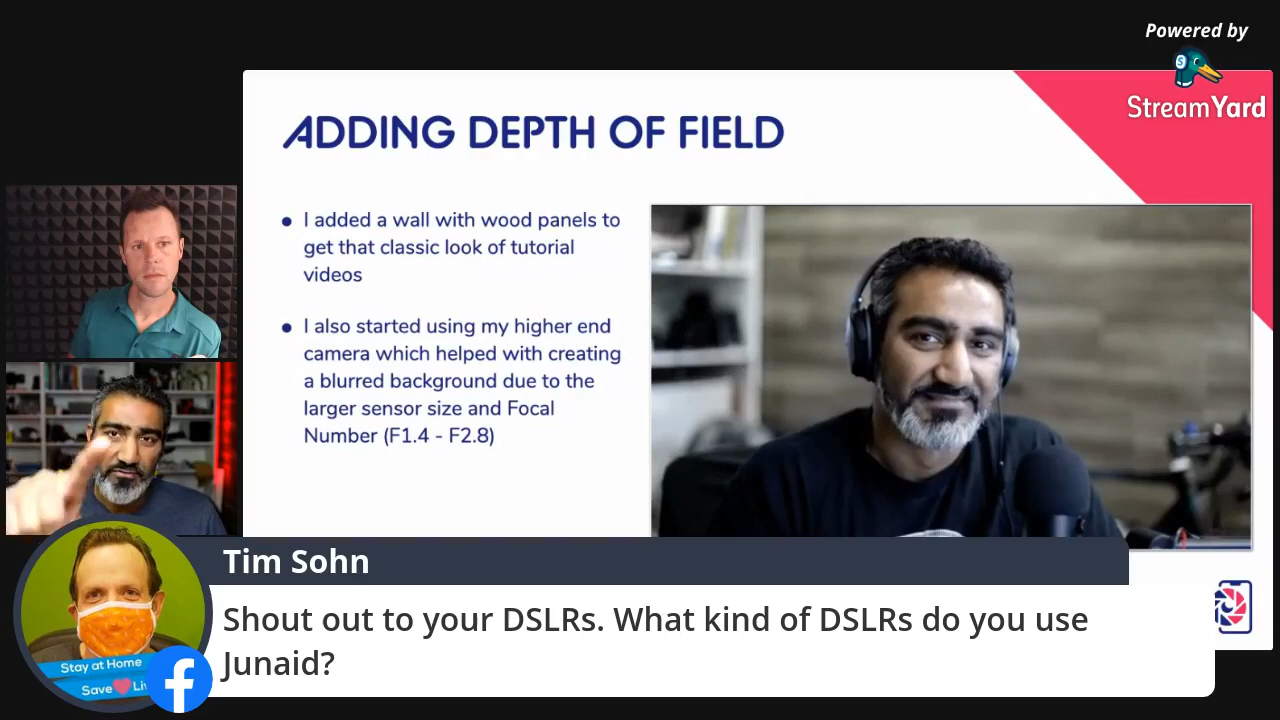 Powered by
StreamYard
ADDING DEPTH OF FIELD
I added a wall with wood panels to
get that classic look of tutorial
videos
I also started using my higher end
camera which helped with creating
a blurred background due to the
larger sensor size and Focal
Number (F1.4 - F2.8)
Tim Sohn
Shout out to your DSLRs. What kind of DSLRs do you use
Junaid?
Stay at Home
Save